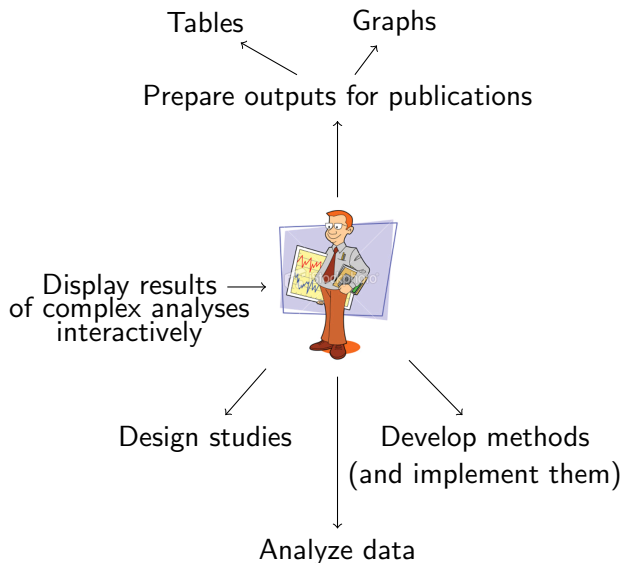 Tables
Graphs
Prepare outputs for publications
Display results
of complex analyses
interactively
Design studies
Develop methods
(and implement them)
Analyze data